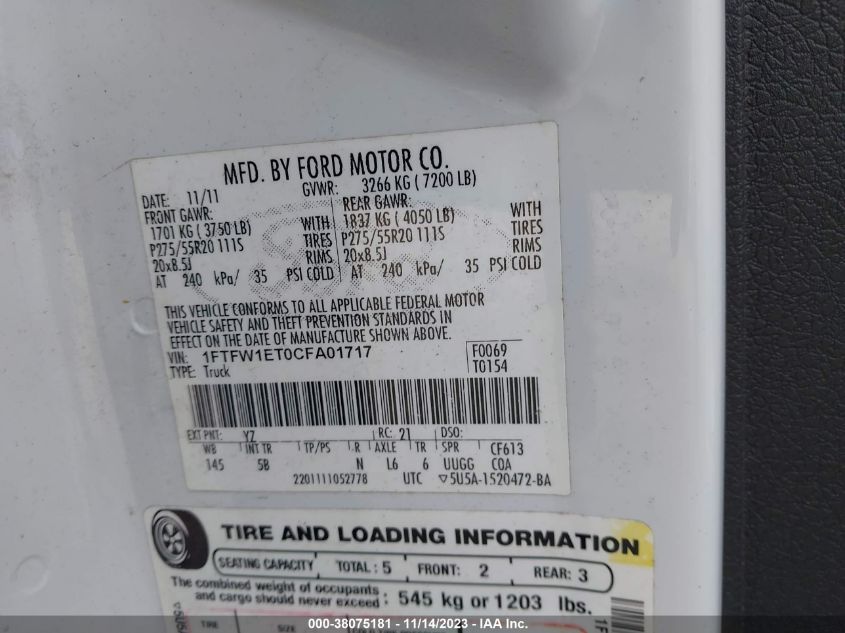 MFD. BY FORD MOTOR CO.
DATE: 11/11 GVWR: 3266 KG ( 7200 LB)
FRONT GAWR: REAR GAWR:
1701 KG ( 3750 LB) WITH 1837 KG ( 4050 LB) WITH
P275/55R20 111S TIRES P275/55R20 111S TIRES
20x8.5J RIMS 20x8.5J RIMS
AT 240 kPa/ 35 PSI COLD AT 240 kPa/ 35 PSI COLD
THIS VEHICLE CONFORMS TO ALL APPLICABLE FEDERAL MOTOR
VEHICLE SAFETY AND THEFT PREVENTION STANDARDS IN
EFFECT ON THE DATE OF MANUFACTURE SHOWN ABOVE.
VIN: 1FTFW1ET0CFA01717 F0069
TYPE: Truck T0154
EXT PNT: YZ RC: 21 DSO:
WB INT TR TP/PS R AXLE TR SPR CF613
145 SB N L6 6 UUGG COA
2201111052778 UTC ▽5U5A-1520472-BA
TIRE AND LOADING INFORMATION
SEATING CAPACITY TOTAL: 5 FRONT: 2 REAR: 3
The combined weight of occupants
and cargo should never exceed : 545 kg or 1203 lbs.
TIRE SIZE
000-38075181 - 11/14/2023 - IAA Inc.